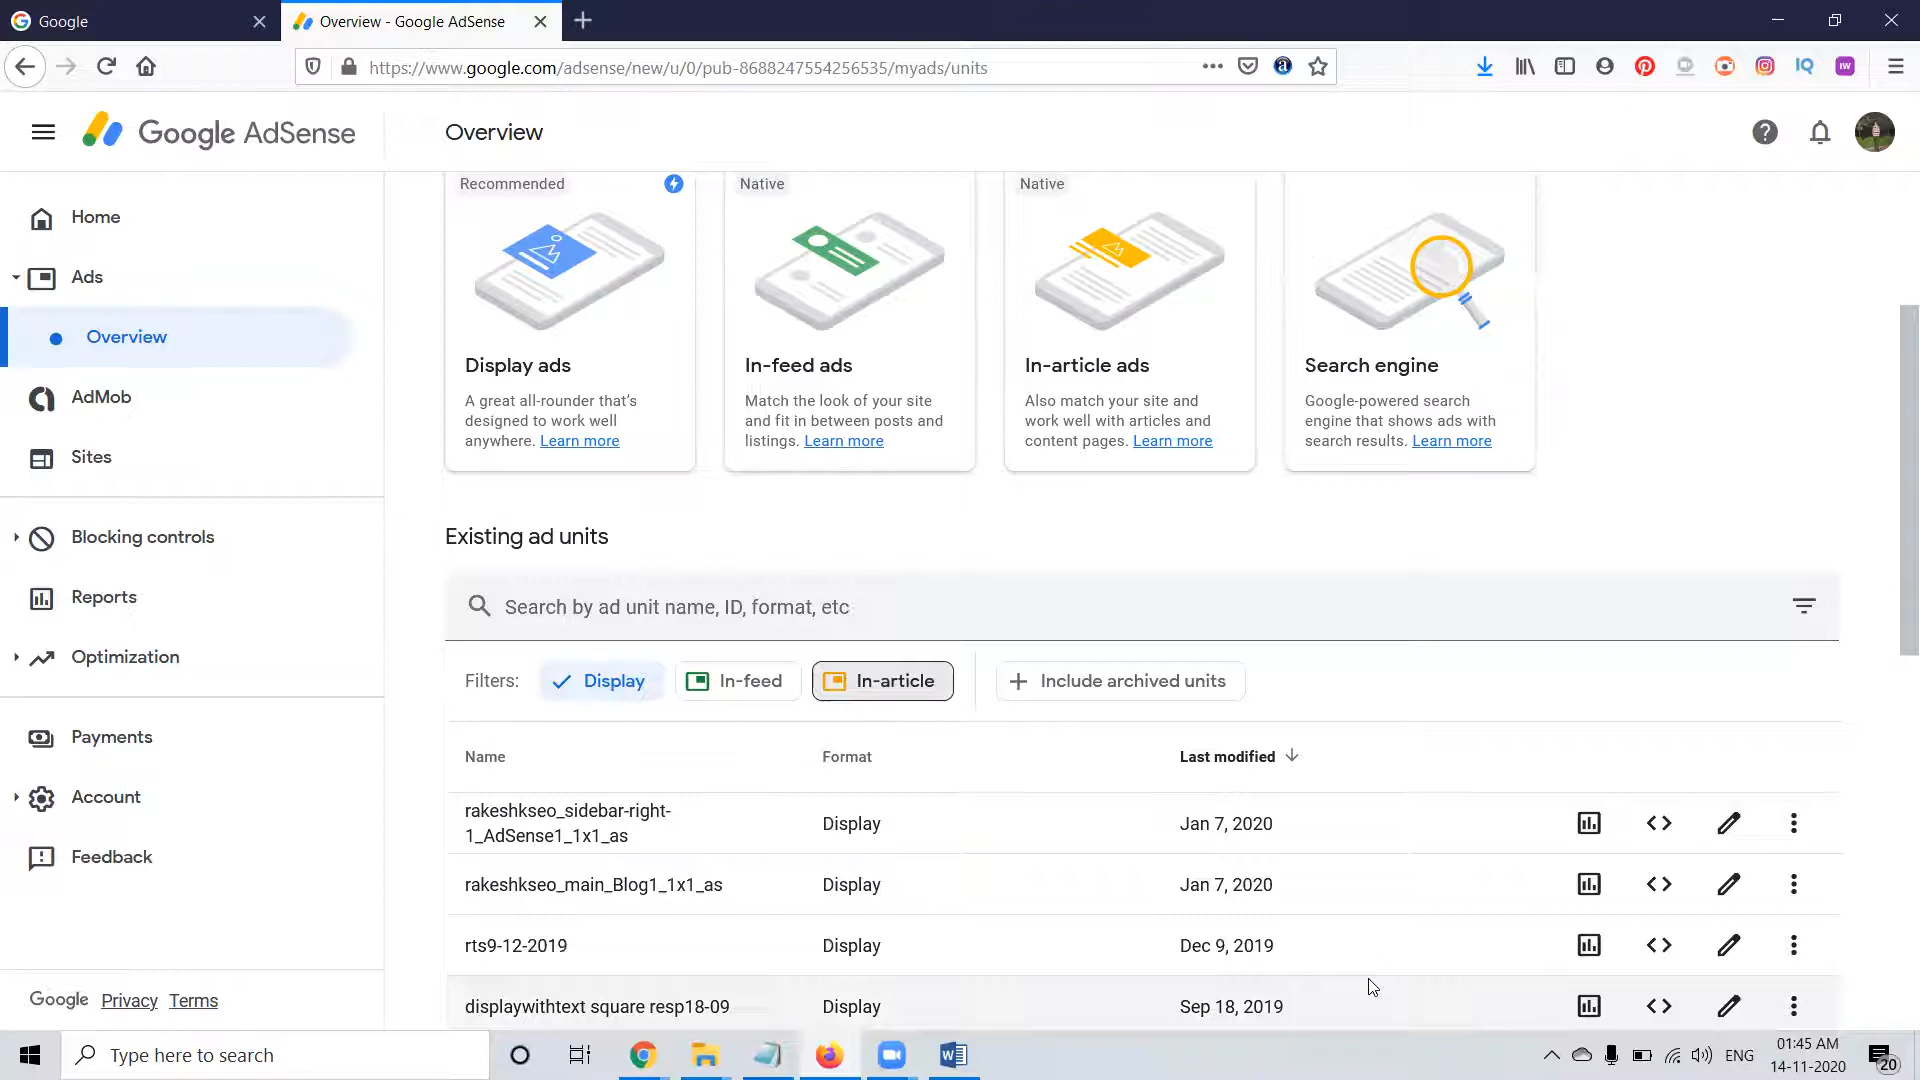 Google
Overview - Google AdSense
https://www.google.com/adsense/new/u/0/pub-8688247554256535/myads/units
a
IQ
IW
Google AdSense
Overview
Home
Ads
Overview
AdMob
Sites
Blocking controls
Reports
Optimization
Payments
Account
Feedback
Google Privacy Terms
Recommended
Display ads
A great all-rounder that's
designed to work well
anywhere. Learn more
Native
In-feed ads
Match the look of your site
and fit in between posts and
listings. Learn more
Native
In-article ads
Also match your site and
work well with articles and
content pages. Learn more
Search engine
Google-powered search
engine that shows ads with
search results. Learn more
Existing ad units
Search by ad unit name, ID, format, etc
Filters: Display In-feed In-article Include archived units
Name Format Last modified
rakeshkseo_sidebar-right-
1_AdSense1_1x1_as Display Jan 7, 2020
rakeshkseo_main_Blog1_1x1_as Display Jan 7, 2020
rts9-12-2019 Display Dec 9, 2019
displaywithtext square resp18-09 Display Sep 18, 2019
Type here to search
ENG
01:45 AM
14-11-2020
20